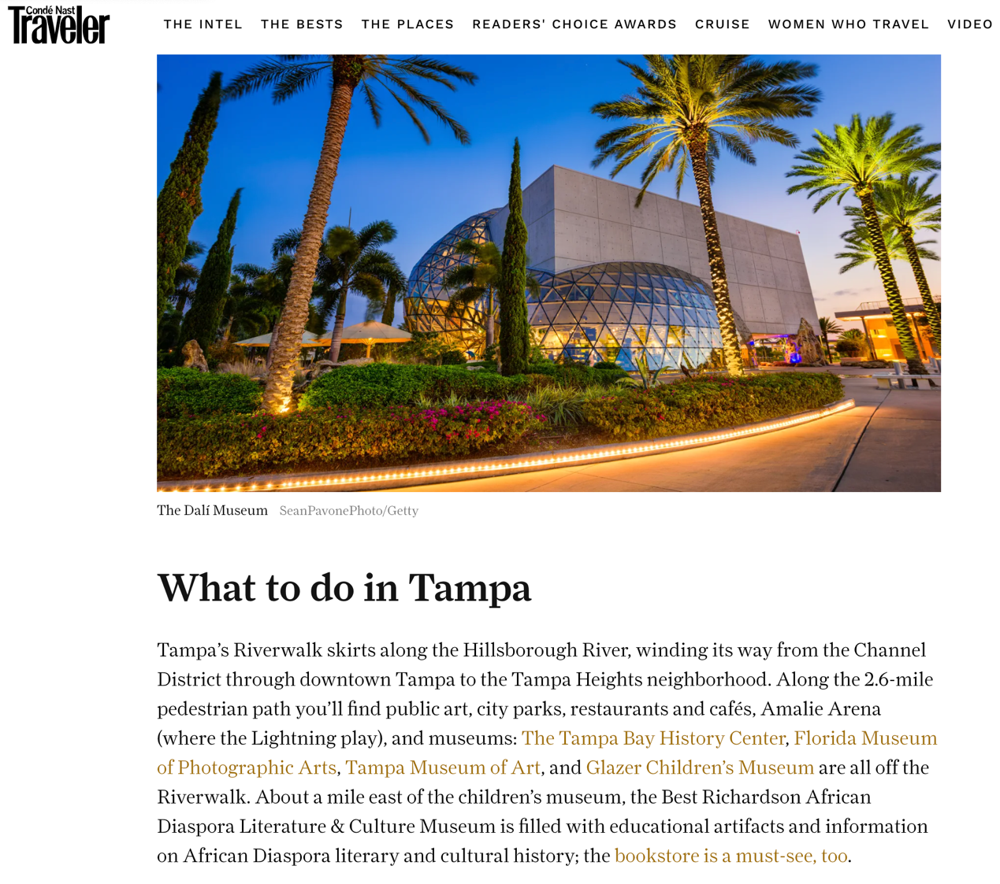 Condé Nast
Traveler
THE INTEL THE BESTS THE PLACES READERS' CHOICE AWARDS CRUISE WOMEN WHO TRAVEL VIDEO
The Dalí Museum SeanPavonePhoto/Getty
What to do in Tampa
Tampa’s Riverwalk skirts along the Hillsborough River, winding its way from the Channel
District through downtown Tampa to the Tampa Heights neighborhood. Along the 2.6-mile
pedestrian path you’ll find public art, city parks, restaurants and cafés, Amalie Arena
(where the Lightning play), and museums: The Tampa Bay History Center, Florida Museum
of Photographic Arts, Tampa Museum of Art, and Glazer Children’s Museum are all off the
Riverwalk. About a mile east of the children’s museum, the Best Richardson African
Diaspora Literature & Culture Museum is filled with educational artifacts and information
on African Diaspora literary and cultural history; the bookstore is a must-see, too.